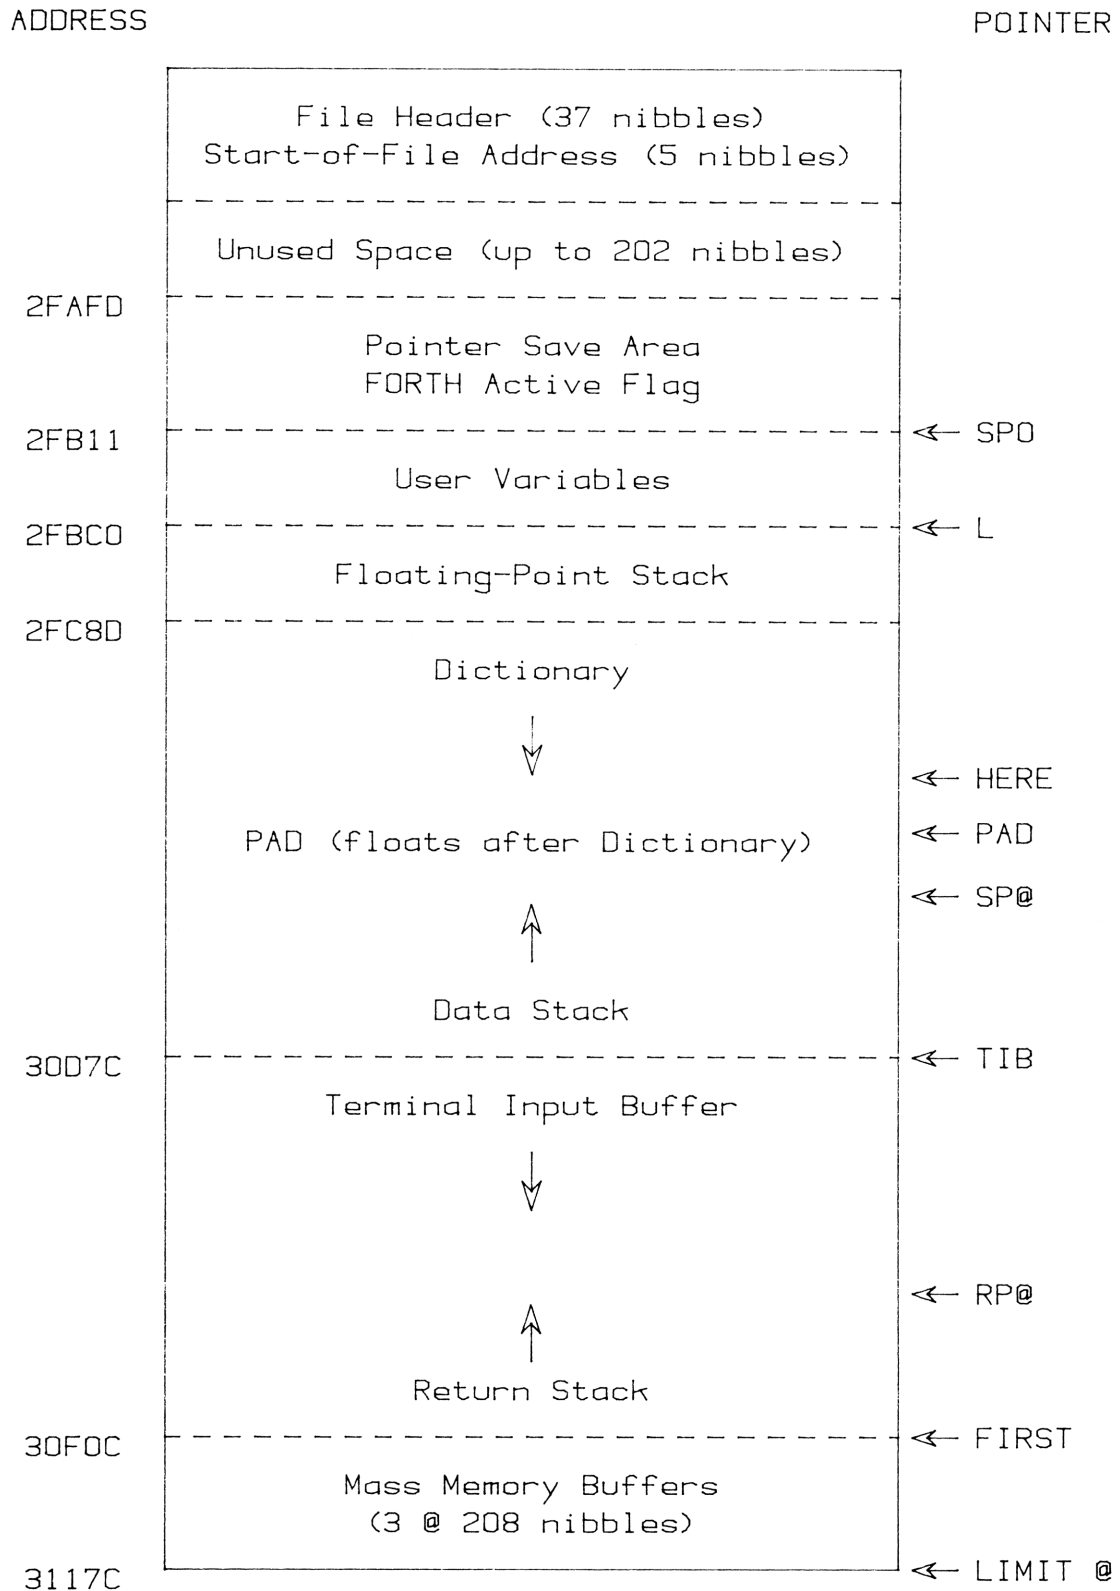 ADDRESS POINTER
File Header (37 nibbles)
Start-of-File Address (5 nibbles)
Unused Space (up to 202 nibbles)
2FAFD
Pointer Save Area
FORTH Active Flag
2FB11 SP0
User Variables
2FBC0 L
Floating-Point Stack
2FC8D
Dictionary
HERE
PAD (floats after Dictionary) PAD
SP@
Data Stack
30D7C TIB
Terminal Input Buffer
RP@
Return Stack
30F0C FIRST
Mass Memory Buffers
(3 @ 208 nibbles)
3117C LIMIT @